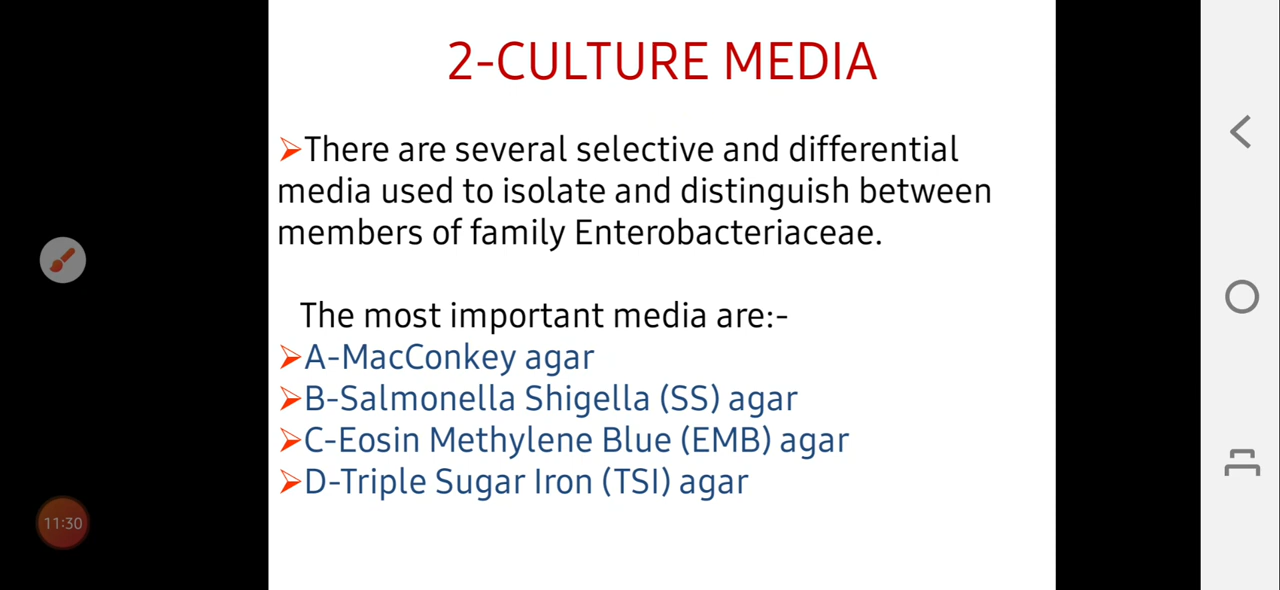 2-CULTURE MEDIA
➢There are several selective and differential
media used to isolate and distinguish between
members of family Enterobacteriaceae.
The most important media are:-
➢A-MacConkey agar
➢B-Salmonella Shigella (SS) agar
➢C-Eosin Methylene Blue (EMB) agar
➢D-Triple Sugar Iron (TSI) agar
11:30